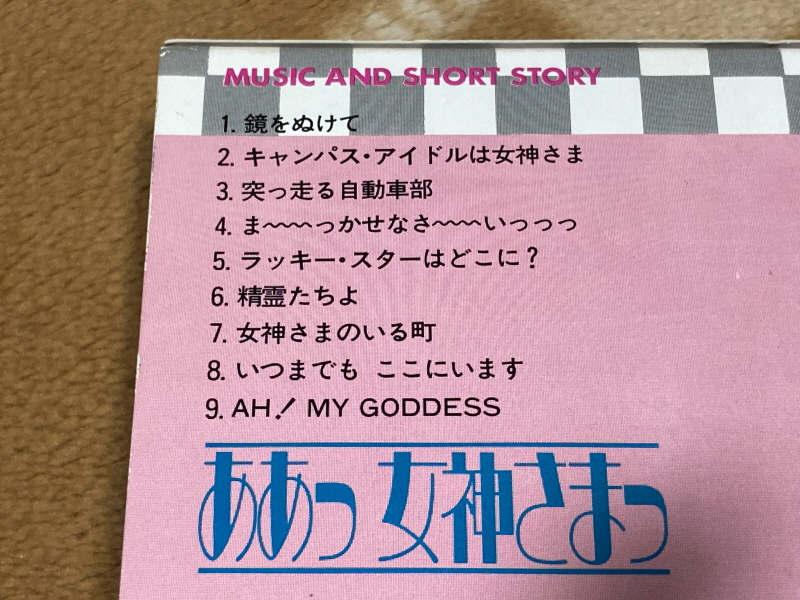 MUSIC AND SHORT STORY
1. 鏡をぬけて
2. キャンパス・アイドルは女神さま
3. 突っ走る自動車部
4. ま〜〜〜っかせなさ〜〜〜いっっっ
5. ラッキー・スターはどこに？
6. 精霊たちよ
7. 女神さまのいる町
8. いつまでも ここにいます
9. AH！ MY GODDESS
ああっ 女神さまっ